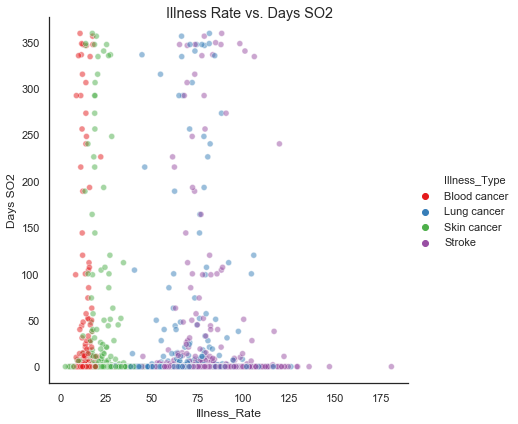 Illness Rate vs. Days SO2
350
300
250
200
150
100
50
0
Days SO2
0 25 50 75 100 125 150 175
Illness_Rate
Illness_Type
Blood cancer
Lung cancer
Skin cancer
Stroke